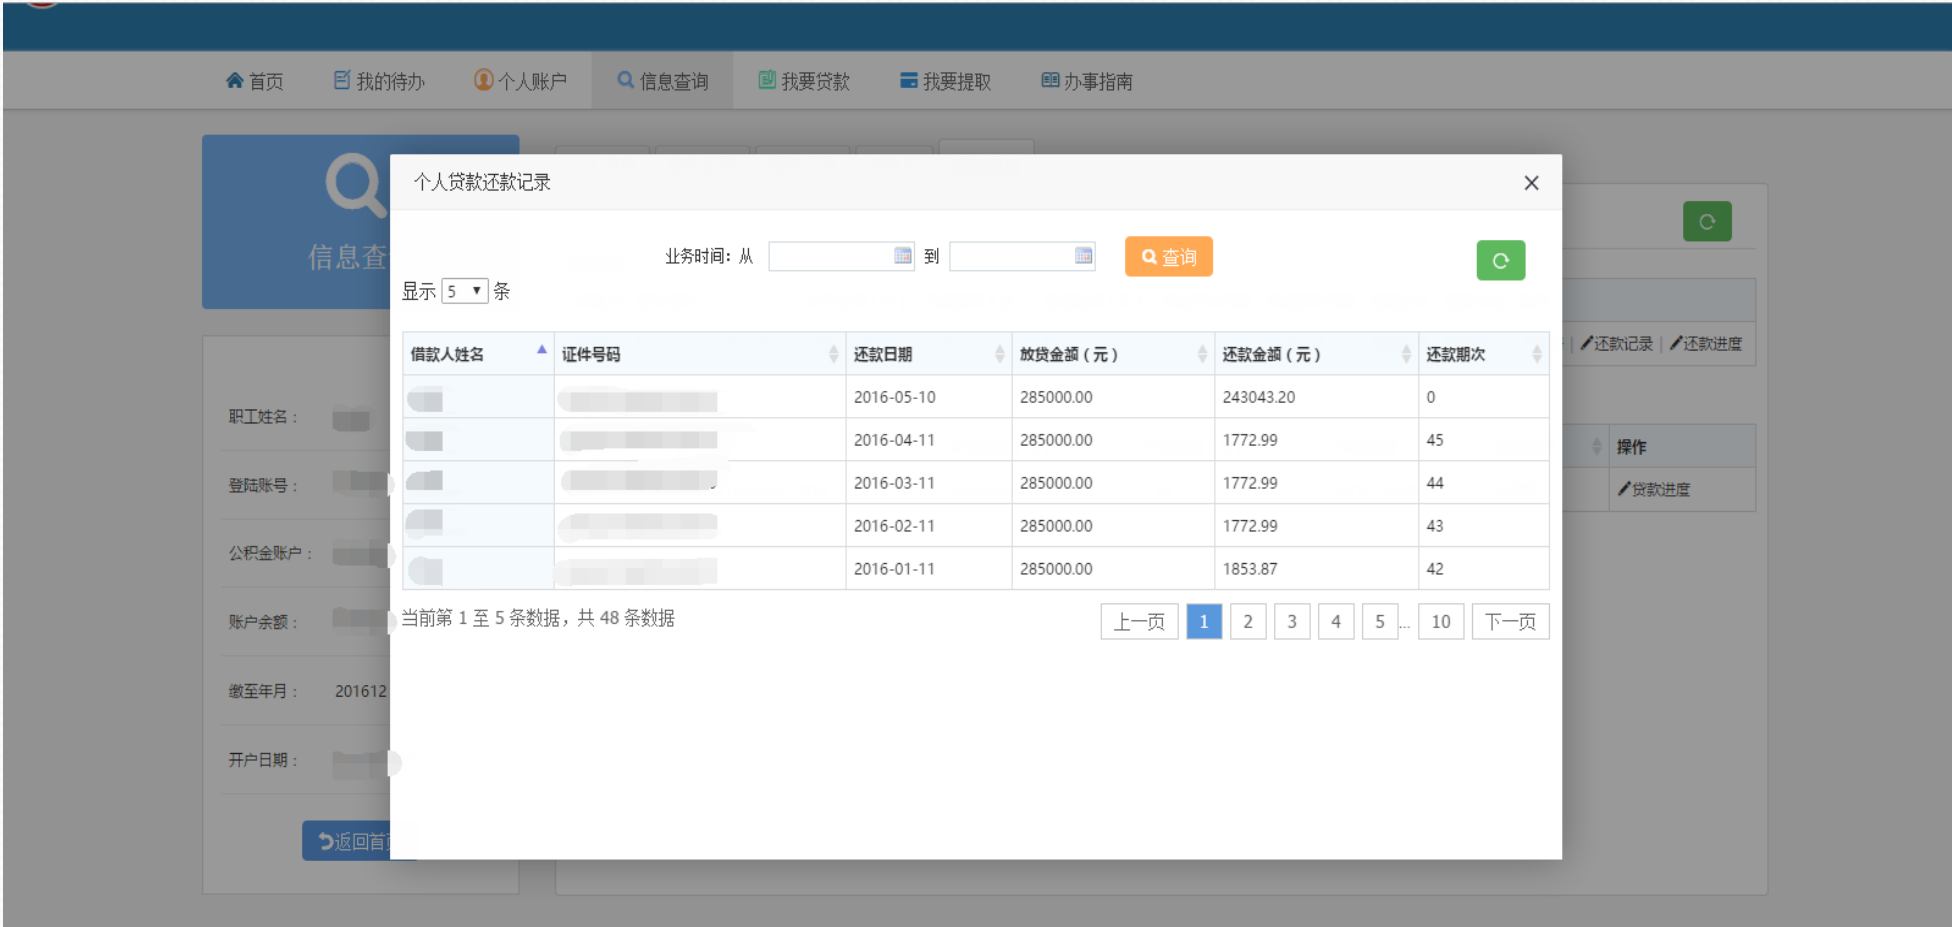 首页 我的待办 个人账户 信息查询 我要贷款 我要提取 办事指南
个人贷款还款记录
信息查
业务时间：从 到 查询
显示 5 条
还款记录 | 还款进度
借款人姓名 证件号码 还款日期 放贷金额（元） 还款金额（元） 还款期次
2016-05-10 285000.00 243043.20 0
职工姓名：
2016-04-11 285000.00 1772.99 45
操作
登陆账号：
2016-03-11 285000.00 1772.99 44
贷款进度
2016-02-11 285000.00 1772.99 43
公积金账户：
2016-01-11 285000.00 1853.87 42
账户余额：
当前第 1 至 5 条数据，共 48 条数据
上一页 1 2 3 4 5 ... 10 下一页
缴至年月： 201612
开户日期：
返回首